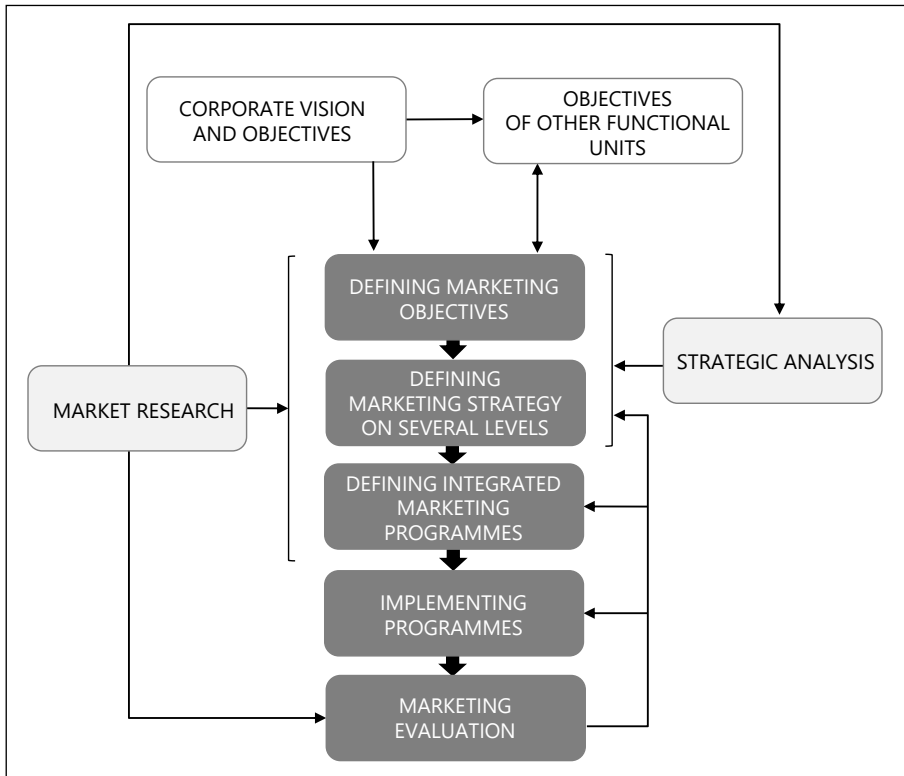 CORPORATE VISION
AND OBJECTIVES
OBJECTIVES
OF OTHER FUNCTIONAL
UNITS
DEFINING MARKETING
OBJECTIVES
STRATEGIC ANALYSIS
DEFINING
MARKETING STRATEGY
ON SEVERAL LEVELS
MARKET RESEARCH
DEFINING INTEGRATED
MARKETING
PROGRAMMES
IMPLEMENTING
PROGRAMMES
MARKETING
EVALUATION